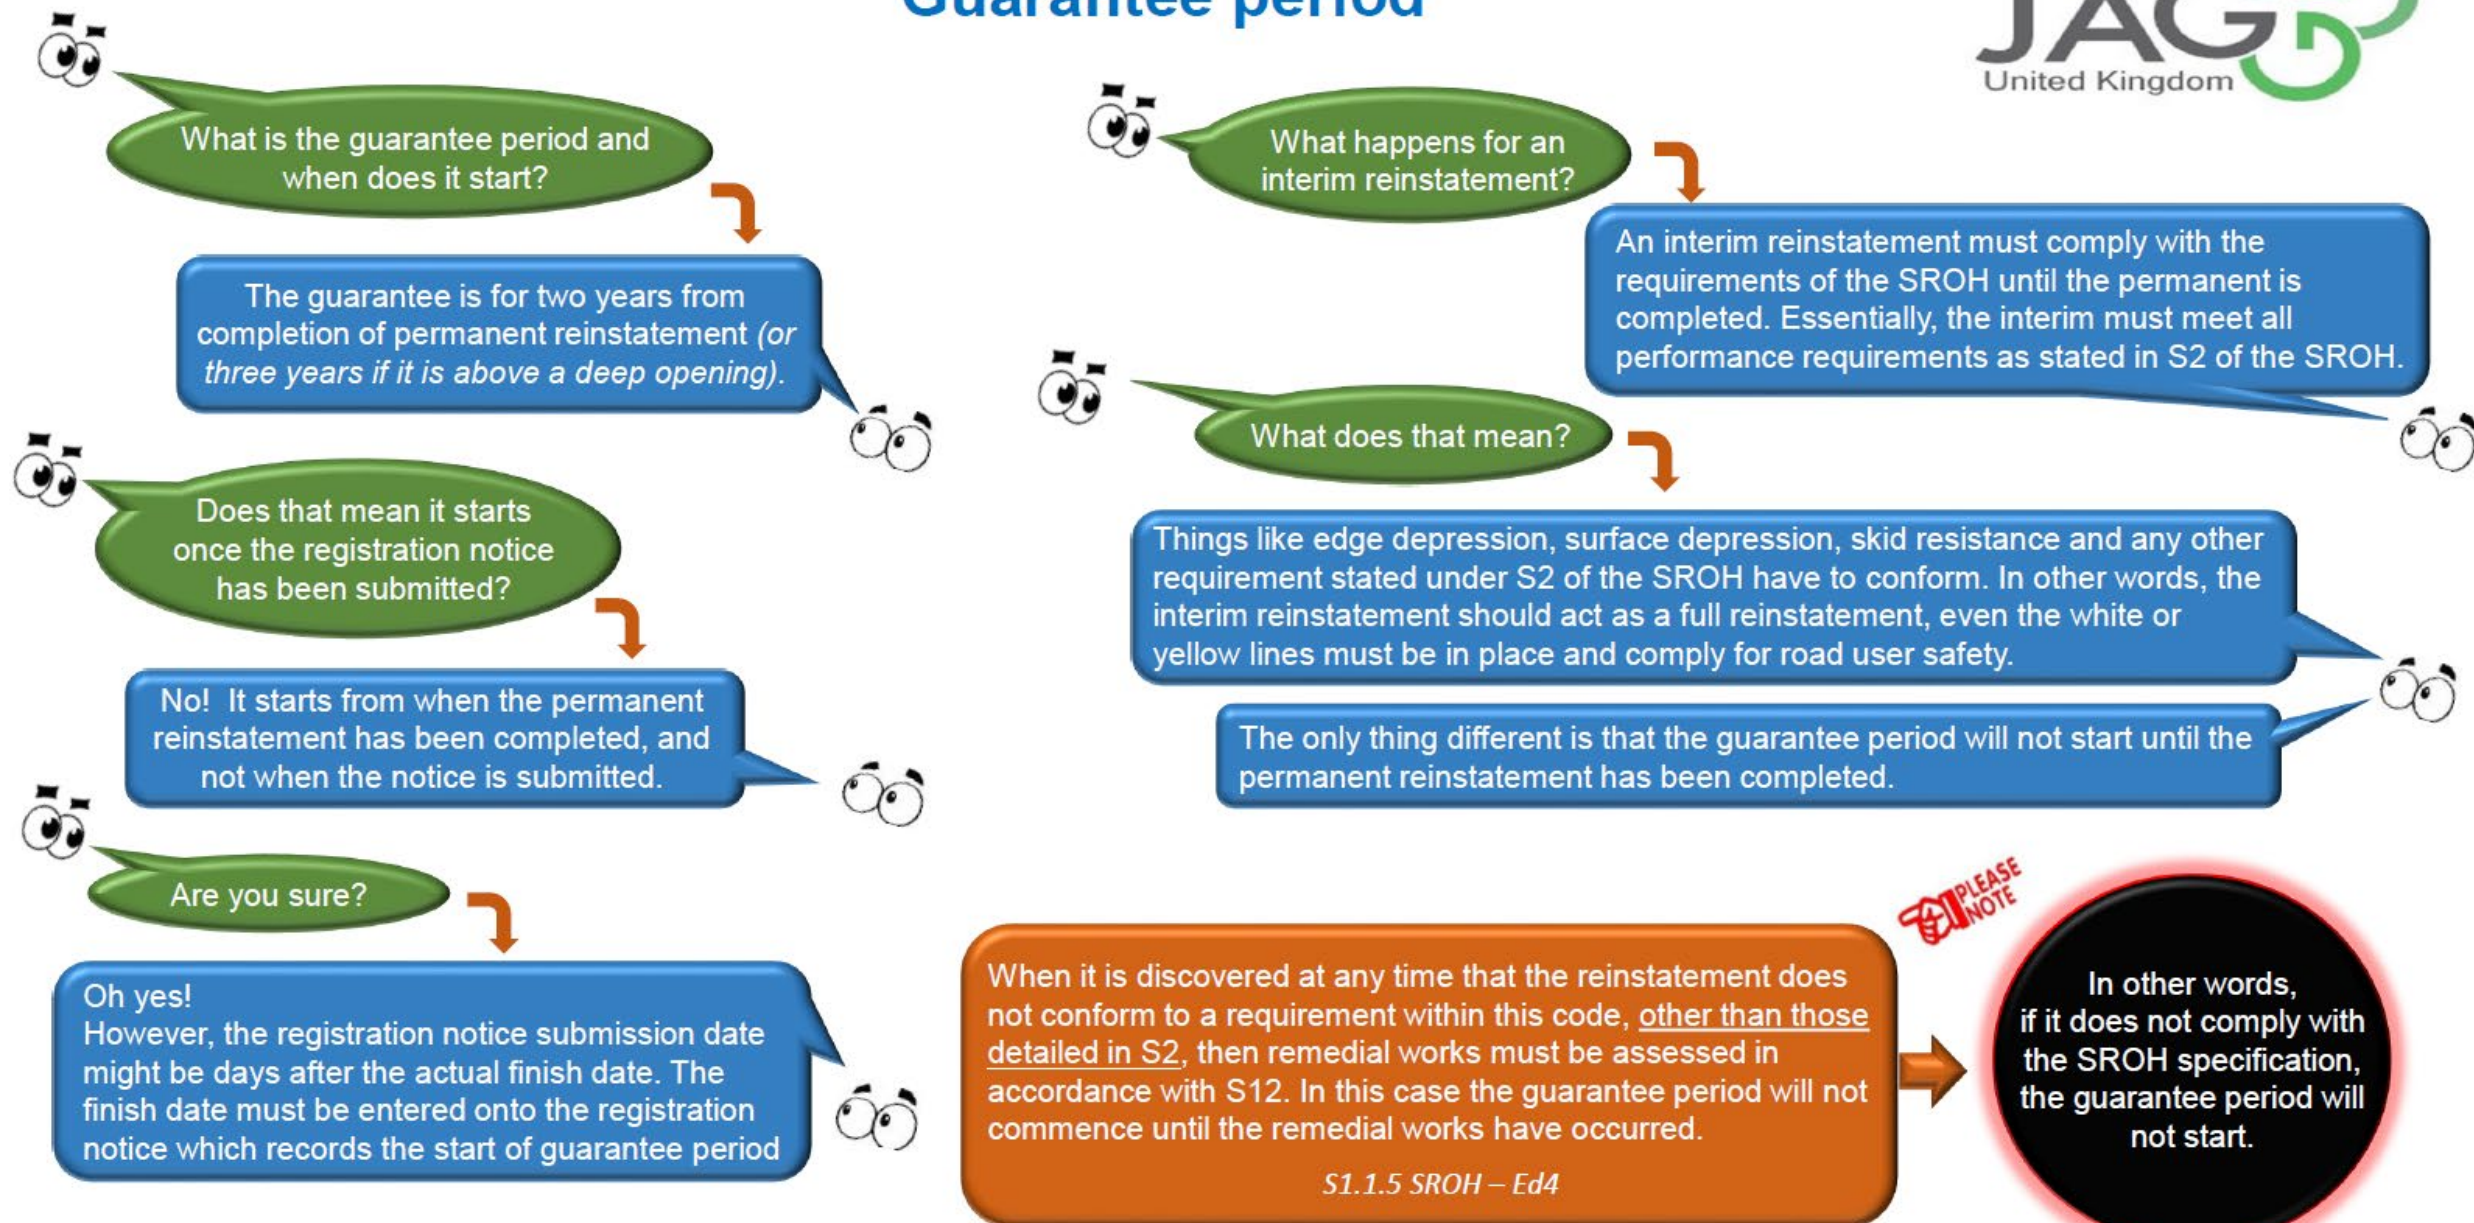 Guarantee period
JAG
United Kingdom
What is the guarantee period and
when does it start?
The guarantee is for two years from
completion of permanent reinstatement (or
three years if it is above a deep opening).
Does that mean it starts
once the registration notice
has been submitted?
No!  It starts from when the permanent
reinstatement has been completed, and
not when the notice is submitted.
Are you sure?
Oh yes!
However, the registration notice submission date
might be days after the actual finish date. The
finish date must be entered onto the registration
notice which records the start of guarantee period
What happens for an
interim reinstatement?
An interim reinstatement must comply with the
requirements of the SROH until the permanent is
completed. Essentially, the interim must meet all
performance requirements as stated in S2 of the SROH.
What does that mean?
Things like edge depression, surface depression, skid resistance and any other
requirement stated under S2 of the SROH have to conform. In other words, the
interim reinstatement should act as a full reinstatement, even the white or
yellow lines must be in place and comply for road user safety.
The only thing different is that the guarantee period will not start until the
permanent reinstatement has been completed.
When it is discovered at any time that the reinstatement does
not conform to a requirement within this code, other than those
detailed in S2, then remedial works must be assessed in
accordance with S12. In this case the guarantee period will not
commence until the remedial works have occurred.
S1.1.5 SROH – Ed4
PLEASE
NOTE
In other words,
if it does not comply with
the SROH specification,
the guarantee period will
not start.